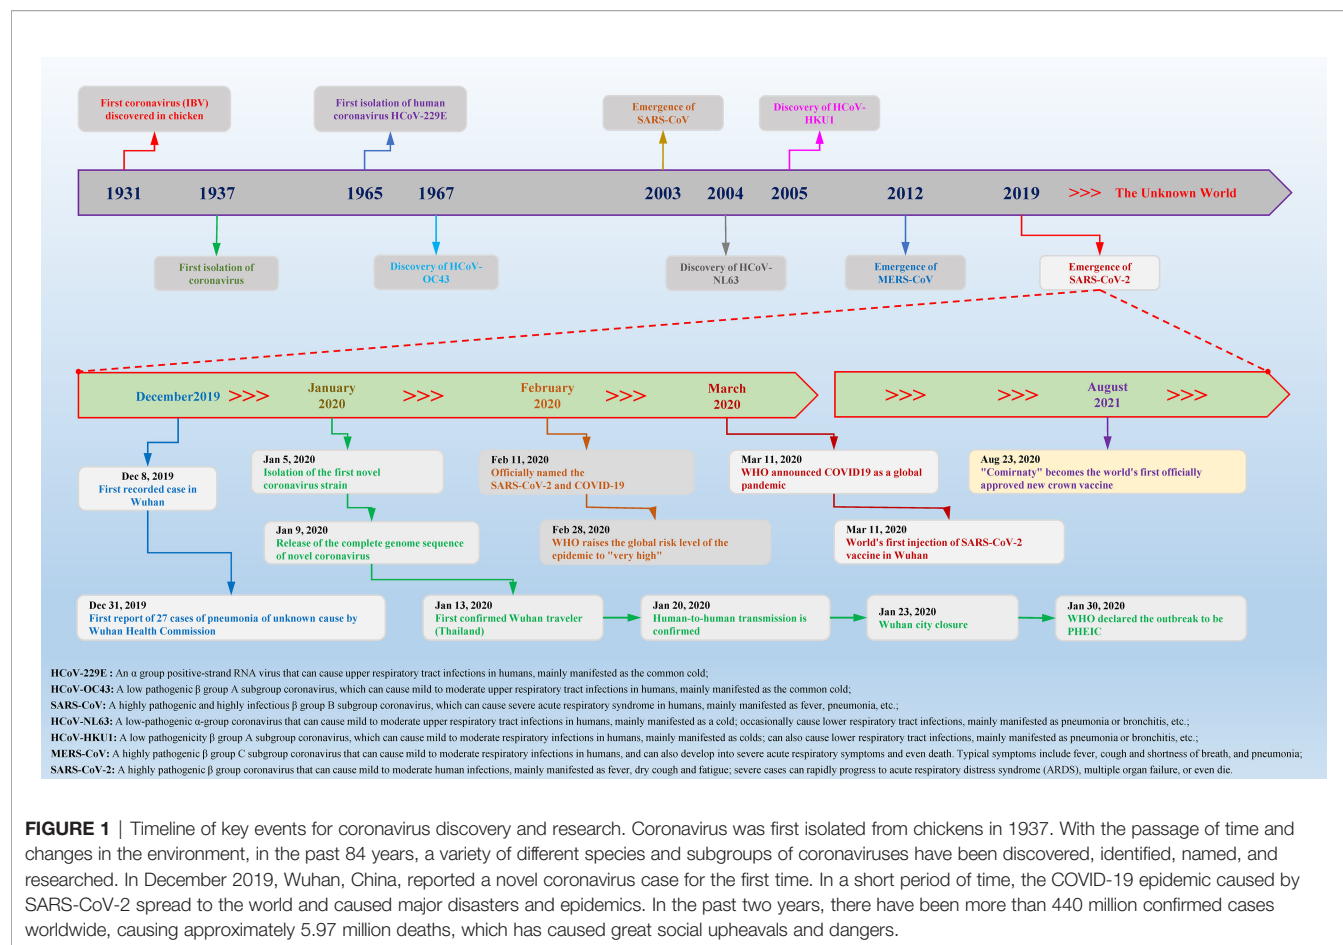 First coronavirus (IBV)
discovered in chicken
First isolation of human
coronavirus HCoV-229E
Emergence of
SARS-CoV
Discovery of HCoV-
HKU1
1931
1937
1965
1967
2003
2004
2005
2012
2019
>>>
The Unknown World
First isolation of
coronavirus
Discovery of HCoV-
OC43
Discovery of HCoV-
NL63
Emergence of
MERS-CoV
Emergence of
SARS-CoV-2
December2019
>>>
January
2020
>>>
February
2020
>>>
March
2020
>>>
>>>
August
2021
>>>
Dec 8, 2019
First recorded case in
Wuhan
Jan 5, 2020
Isolation of the first novel
coronavirus strain
Feb 11, 2020
Officially named the
SARS-CoV-2 and COVID-19
Mar 11, 2020
WHO announced COVID19 as a global
pandemic
Aug 23, 2020
"Comirnaty" becomes the world's first officially
approved new crown vaccine
Jan 9, 2020
Release of the complete genome sequence
of novel coronavirus
Feb 28, 2020
WHO raises the global risk level of the
epidemic to "very high"
Mar 11, 2020
World's first injection of SARS-CoV-2
vaccine in Wuhan
Dec 31, 2019
First report of 27 cases of pneumonia of unknown cause by
Wuhan Health Commission
Jan 13, 2020
First confirmed Wuhan traveler
(Thailand)
Jan 20, 2020
Human-to-human transmission is
confirmed
Jan 23, 2020
Wuhan city closure
Jan 30, 2020
WHO declared the outbreak to be
PHEIC
HCoV-229E : An α group positive-strand RNA virus that can cause upper respiratory tract infections in humans, mainly manifested as the common cold;
HCoV-OC43: A low pathogenic β group A subgroup coronavirus, which can cause mild to moderate upper respiratory tract infections in humans, mainly manifested as the common cold;
SARS-CoV: A highly pathogenic and highly infectious β group B subgroup coronavirus, which can cause severe acute respiratory syndrome in humans, mainly manifested as fever, pneumonia, etc.;
HCoV-NL63: A low-pathogenic α-group coronavirus that can cause mild to moderate upper respiratory tract infections in humans, mainly manifested as a cold; occasionally cause lower respiratory tract infections, mainly manifested as pneumonia or bronchitis, etc.;
HCoV-HKU1: A low pathogenicity β group A subgroup coronavirus, which can cause mild to moderate respiratory infections in humans, mainly manifested as colds; can also cause lower respiratory tract infections, mainly manifested as pneumonia or bronchitis, etc.;
MERS-CoV: A highly pathogenic β group C subgroup coronavirus that can cause mild to moderate respiratory infections in humans, and can also develop into severe acute respiratory symptoms and even death. Typical symptoms include fever, cough and shortness of breath, and pneumonia;
SARS-CoV-2: A highly pathogenic β group coronavirus that can cause mild to moderate human infections, mainly manifested as fever, dry cough and fatigue; severe cases can rapidly progress to acute respiratory distress syndrome (ARDS), multiple organ failure, or even die.
FIGURE 1 | Timeline of key events for coronavirus discovery and research. Coronavirus was first isolated from chickens in 1937. With the passage of time and
changes in the environment, in the past 84 years, a variety of different species and subgroups of coronaviruses have been discovered, identified, named, and
researched. In December 2019, Wuhan, China, reported a novel coronavirus case for the first time. In a short period of time, the COVID-19 epidemic caused by
SARS-CoV-2 spread to the world and caused major disasters and epidemics. In the past two years, there have been more than 440 million confirmed cases
worldwide, causing approximately 5.97 million deaths, which has caused great social upheavals and dangers.